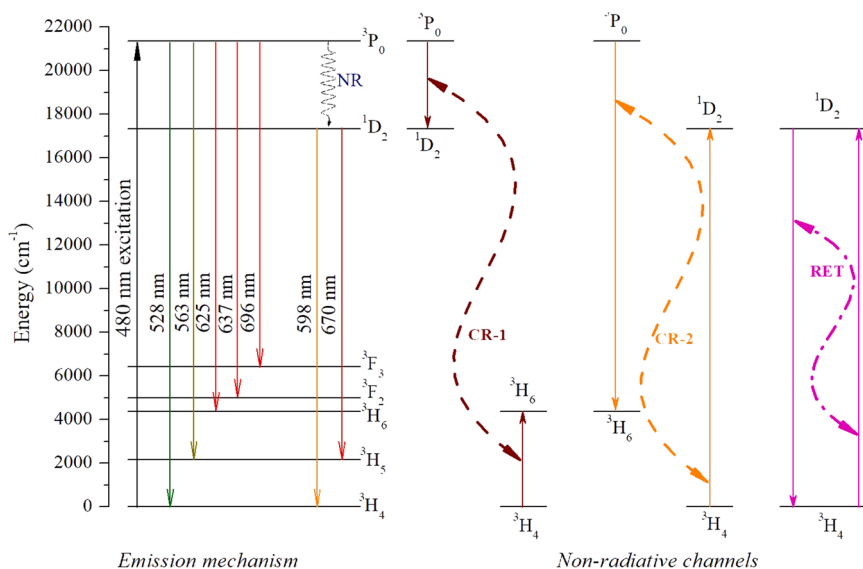 Energy (cm⁻¹)
22000
20000
18000
16000
14000
12000
10000
8000
6000
4000
2000
0
³P₀
NR
¹D₂
480 nm excitation
528 nm
563 nm
625 nm
637 nm
696 nm
598 nm
670 nm
³F₃
³F₂
³H₆
³H₅
³H₄
Emission mechanism
³P₀
¹D₂
CR-1
³H₆
³H₄
³P₀
¹D₂
CR-2
³H₆
³H₄
¹D₂
RET
³H₄
Non-radiative channels